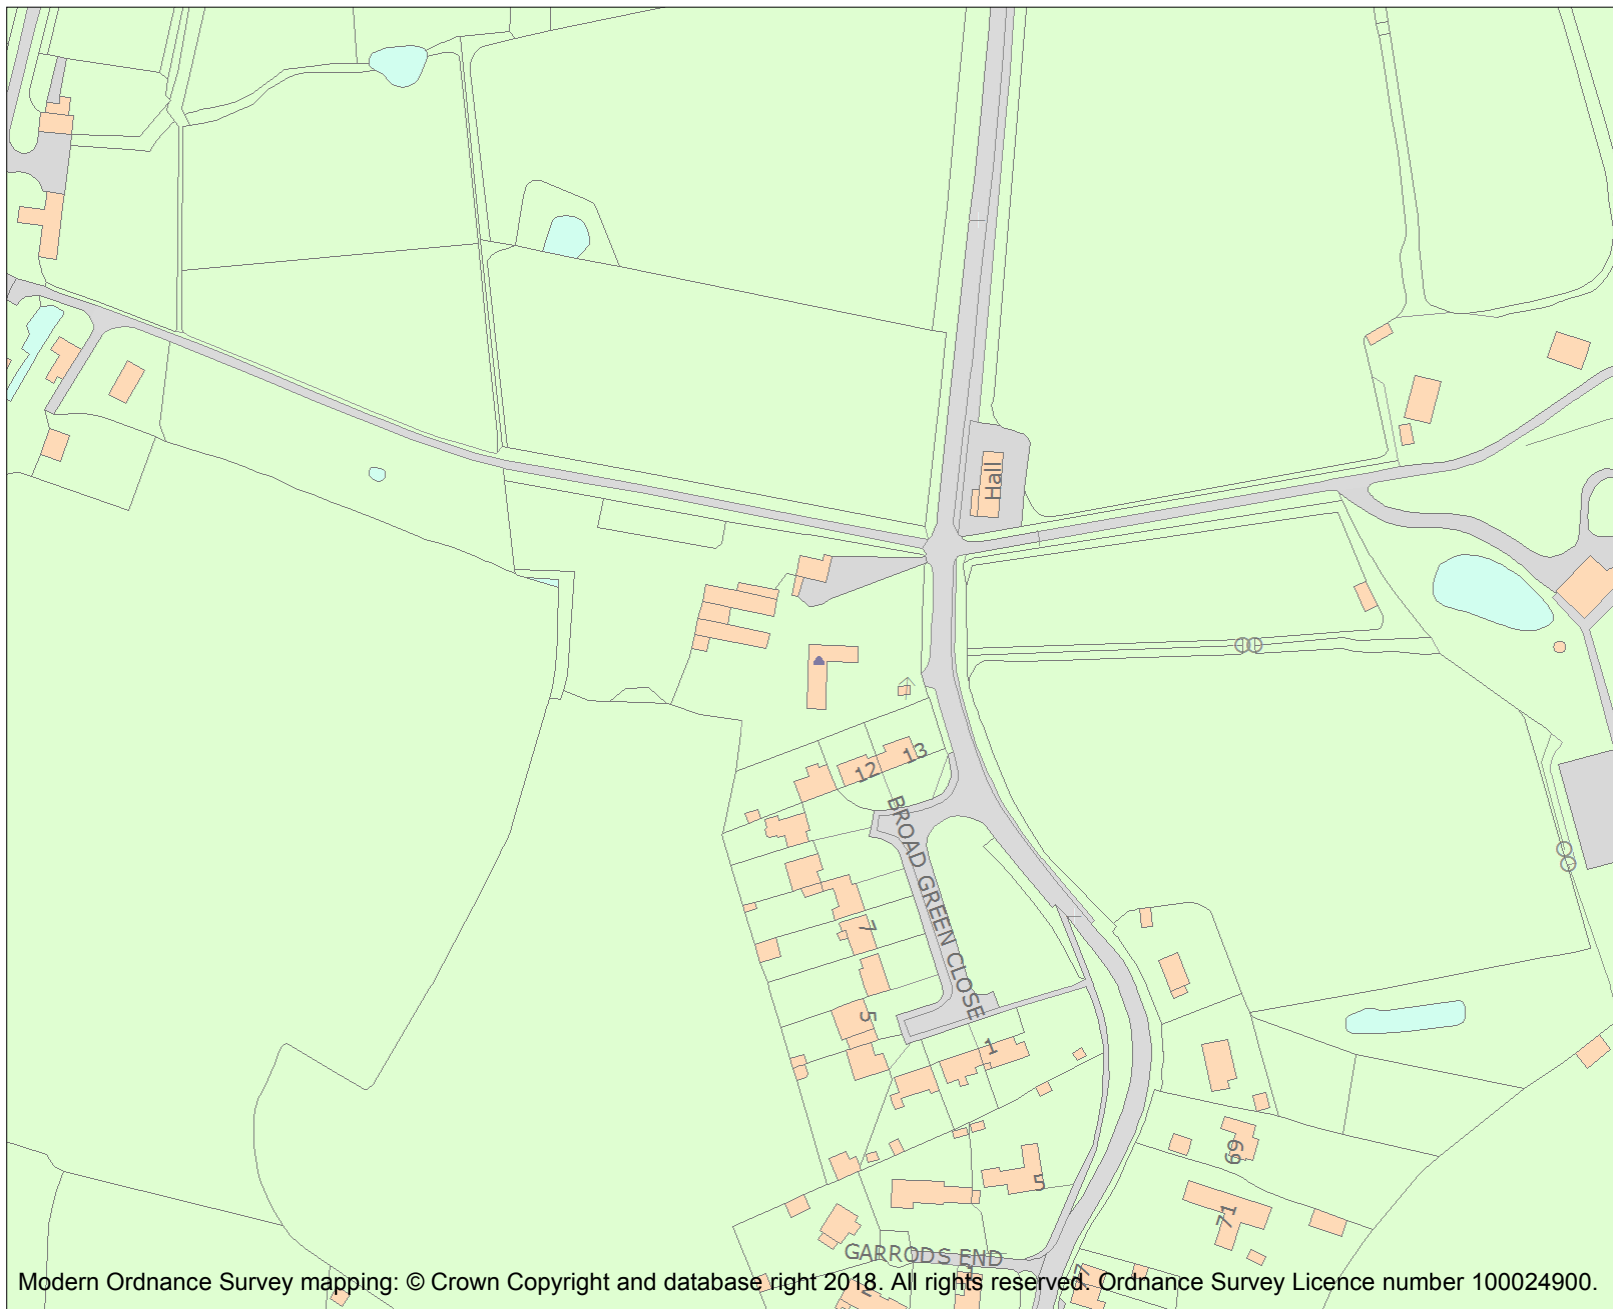 Hall
13
12
BROAD GREEN CLOSE
7
5
1
69
5
71
GARRODS END
Modern Ordnance Survey mapping: © Crown Copyright and database right 2018. All rights reserved. Ordnance Survey Licence number 100024900.